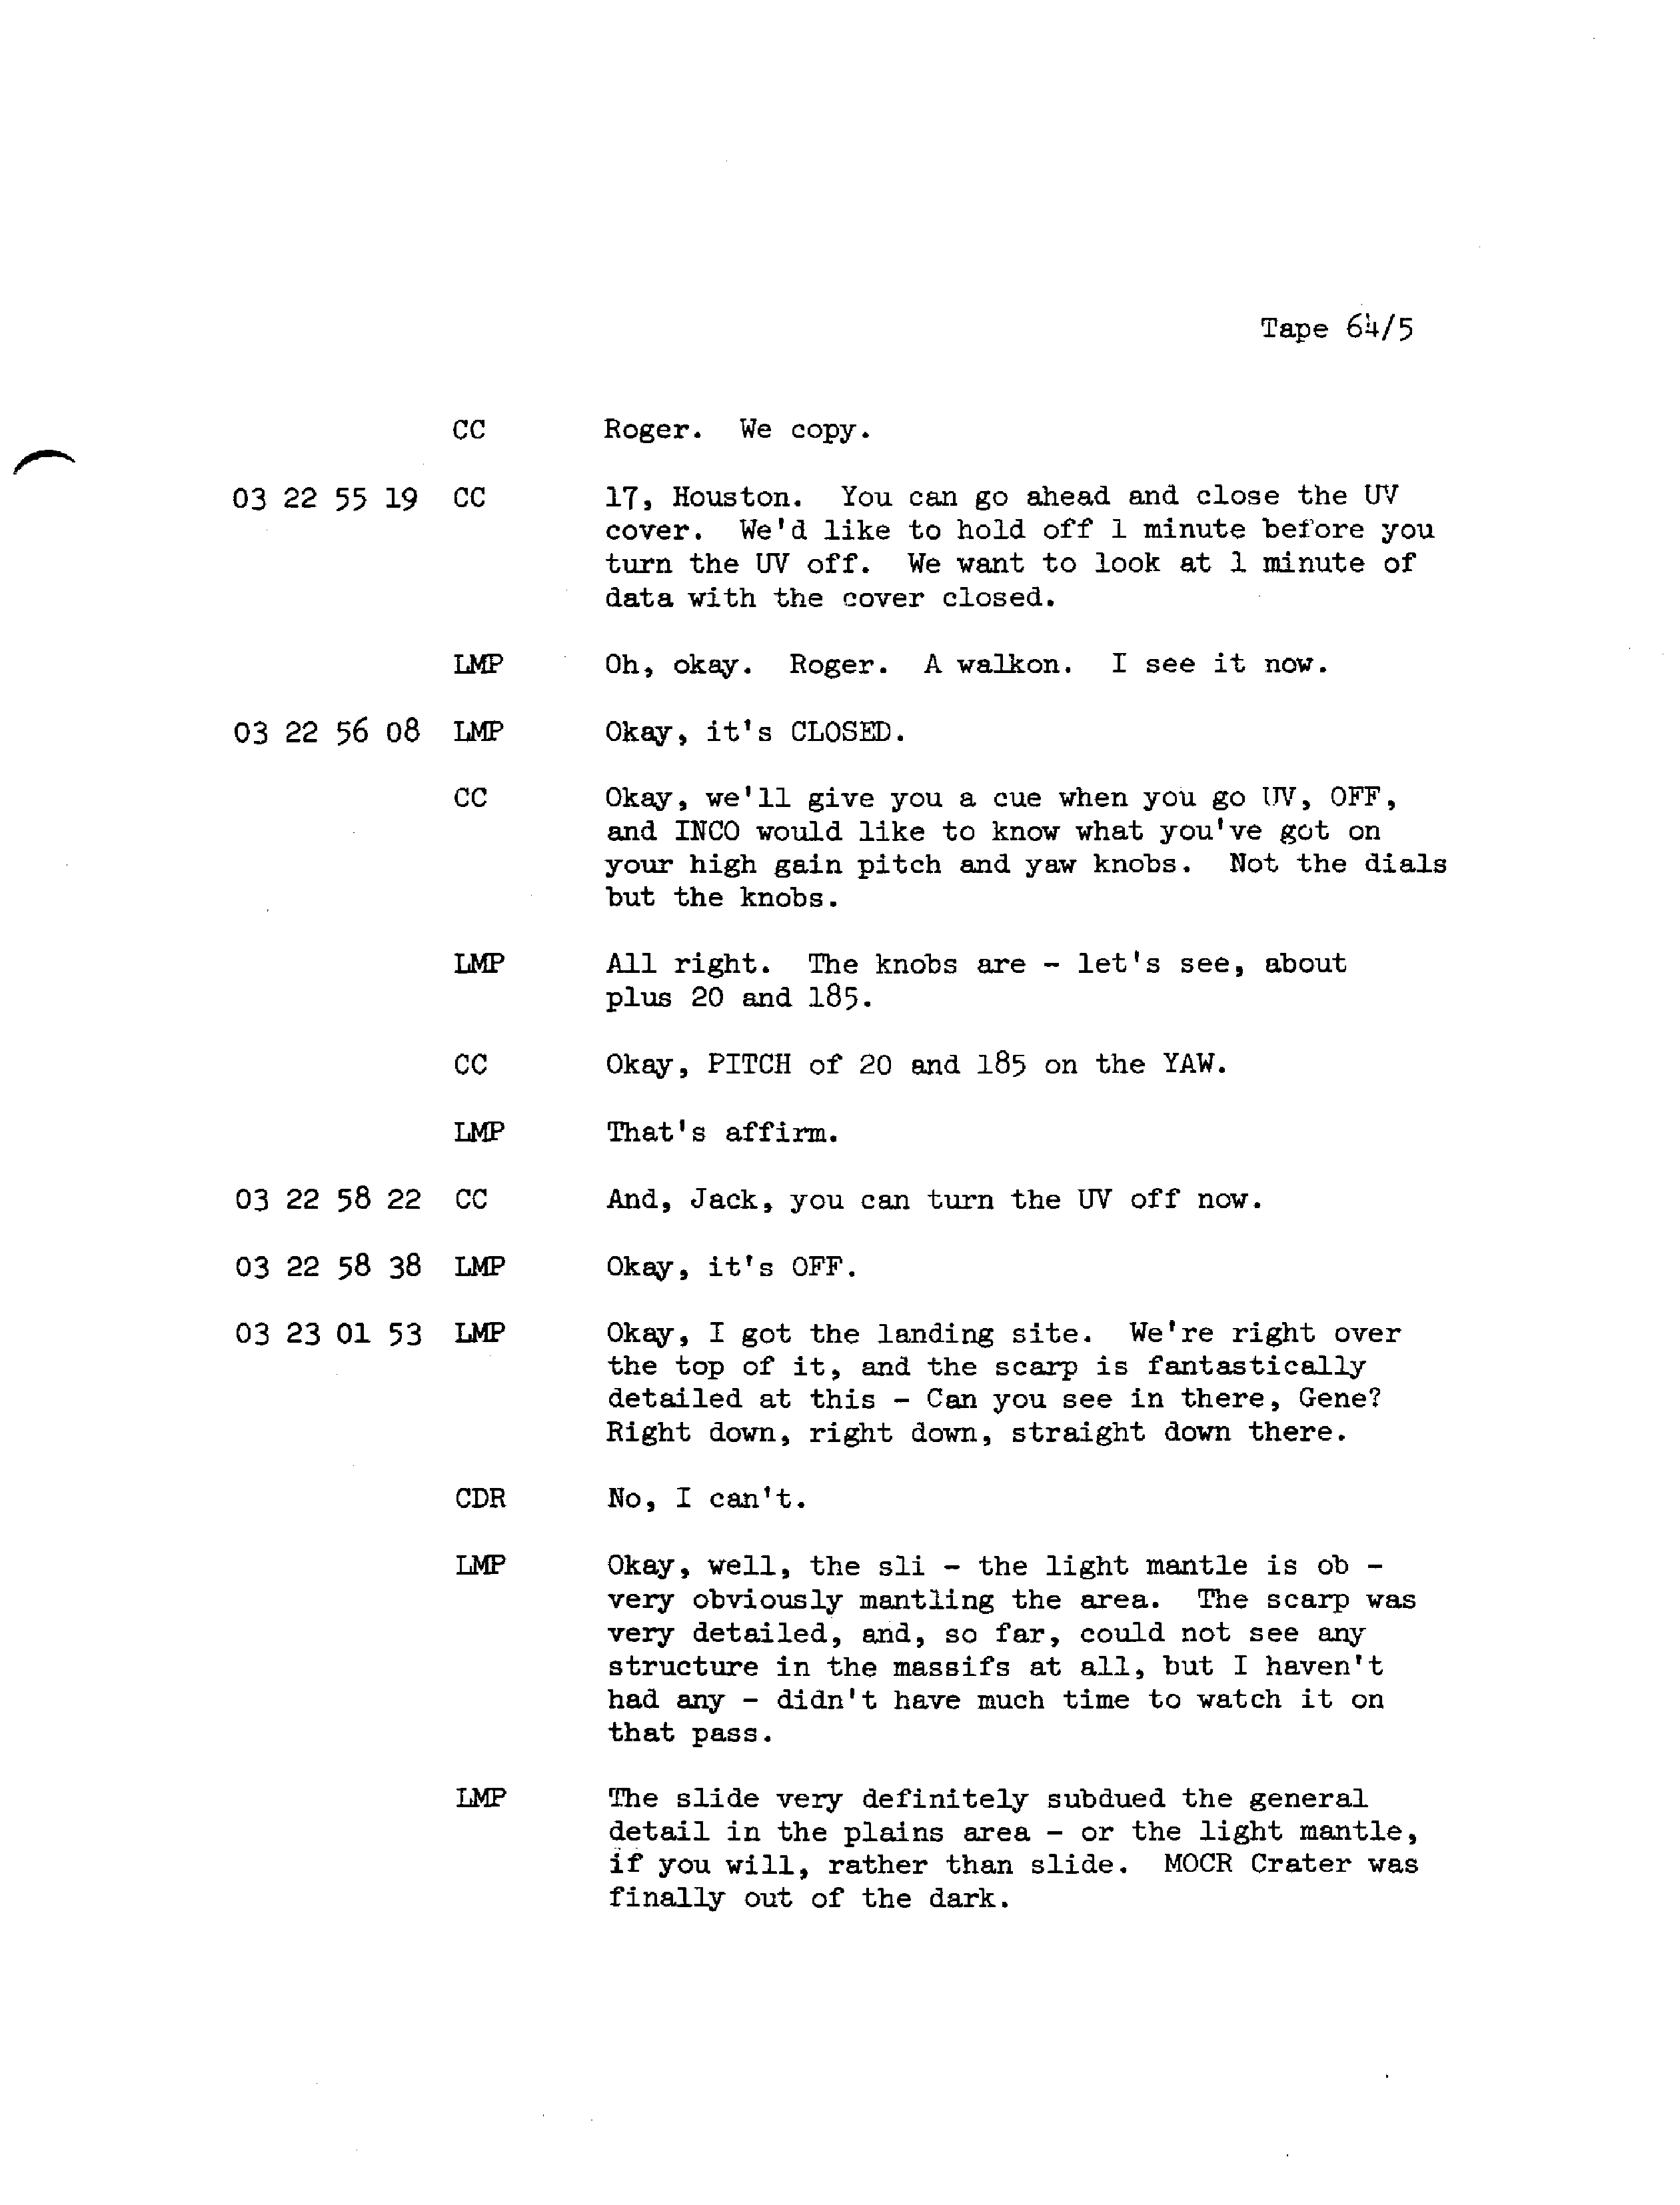 Tape 64/5
CC Roger. We copy.
03 22 55 19 CC 17, Houston. You can go ahead and close the UV
cover. We'd like to hold off 1 minute before you
turn the UV off. We want to look at 1 minute of
data with the cover closed.
LMP Oh, okay. Roger. A walkon. I see it now.
03 22 56 08 LMP Okay, it's CLOSED.
CC Okay, we'll give you a cue when you go UV, OFF,
and INCO would like to know what you've got on
your high gain pitch and yaw knobs. Not the dials
but the knobs.
LMP All right. The knobs are - let's see, about
plus 20 and 185.
CC Okay, PITCH of 20 and 185 on the YAW.
LMP That's affirm.
03 22 58 22 CC And, Jack, you can turn the UV off now.
03 22 58 38 LMP Okay, it's OFF.
03 23 01 53 LMP Okay, I got the landing site. We're right over
the top of it, and the scarp is fantastically
detailed at this - Can you see in there, Gene?
Right down, right down, straight down there.
CDR No, I can't.
LMP Okay, well, the sli - the light mantle is ob -
very obviously mantling the area. The scarp was
very detailed, and, so far, could not see any
structure in the massifs at all, but I haven't
had any - didn't have much time to watch it on
that pass.
LMP The slide very definitely subdued the general
detail in the plains area - or the light mantle,
if you will, rather than slide. MOCR Crater was
finally out of the dark.